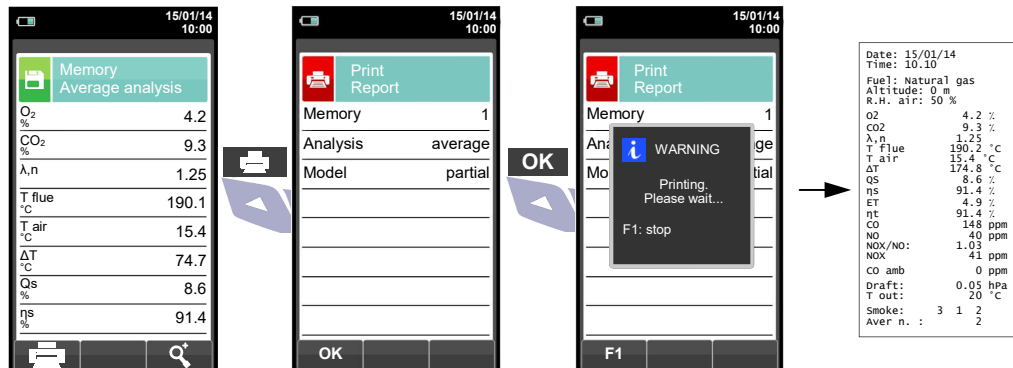 15/01/14
10:00
Memory
Average analysis
O2
% 4.2
CO2
% 9.3
λ,n 1.25
T flue
°C 190.1
T air
°C 15.4
ΔT
°C 74.7
Qs
% 8.6
ηs
% 91.4
15/01/14
10:00
Print
Report
Memory 1
Analysis average
Model partial
OK
OK
15/01/14
10:00
Print
Report
Memory 1
Ana ge
Mo tial
i WARNING
Printing.
Please wait...
F1: stop
F1
Date: 15/01/14
Time: 10.10
Fuel: Natural gas
Altitude: 0 m
R.H. air: 50 %
O2 4.2 %
CO2 9.3 %
λ,n 1.25
T flue 190.2 °C
T air 15.4 °C
ΔT 174.8 °C
QS 8.6 %
ηs 91.4 %
ET 4.9 %
ηt 91.4 %
CO 148 ppm
NO 40 ppm
NOX/NO: 1.03
NOX 41 ppm
CO amb 0 ppm
Draft: 0.05 hPa
T out: 20 °C
Smoke: 3 1 2
Aver n. : 2